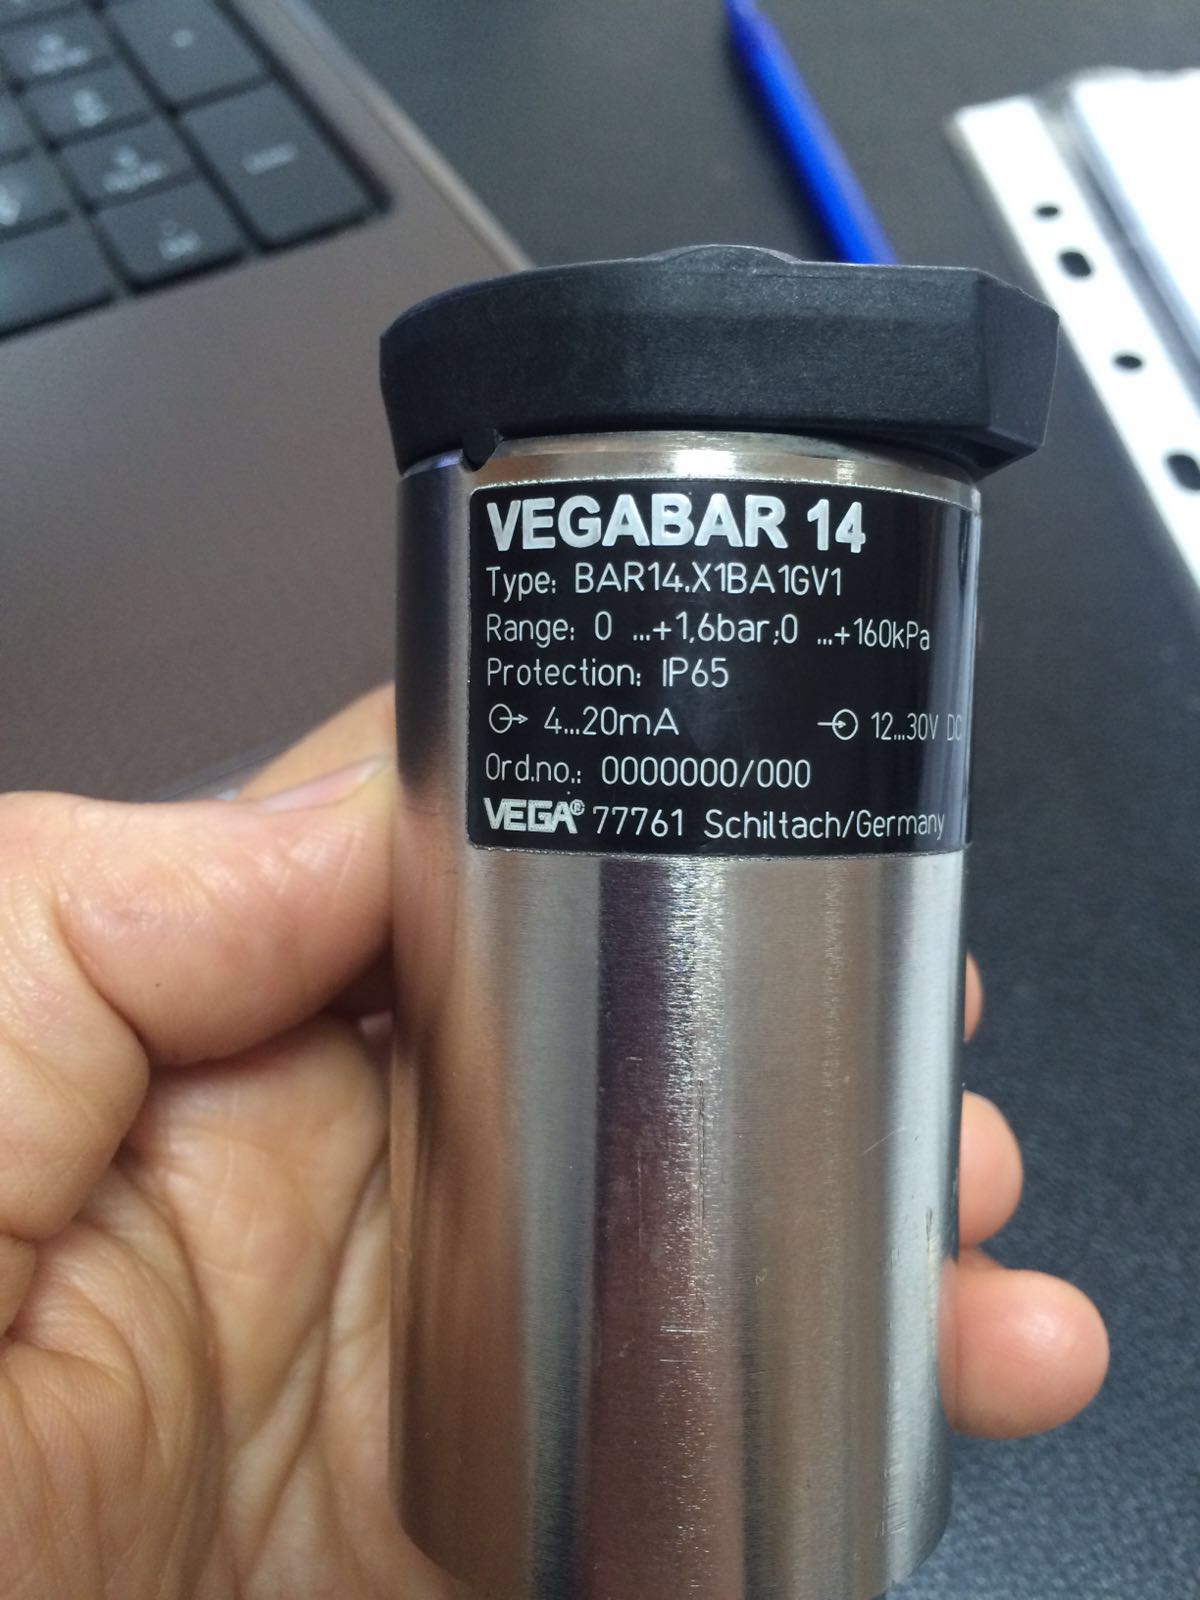 VEGABAR 14
Type: BAR14.X1BA1GV1
Range: 0 ...+1,6bar;0 ...+160kPa
Protection: IP65
4...20mA 12...30V DC
Ord.no.: 0000000/000
VEGA® 77761 Schiltach/Germany